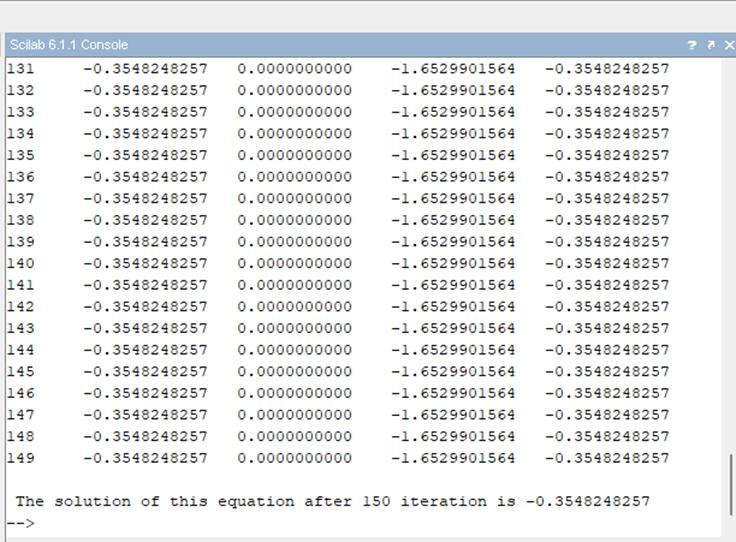 Scilab 6.1.1 Console
131 -0.3548248257 0.0000000000 -1.6529901564 -0.3548248257
132 -0.3548248257 0.0000000000 -1.6529901564 -0.3548248257
133 -0.3548248257 0.0000000000 -1.6529901564 -0.3548248257
134 -0.3548248257 0.0000000000 -1.6529901564 -0.3548248257
135 -0.3548248257 0.0000000000 -1.6529901564 -0.3548248257
136 -0.3548248257 0.0000000000 -1.6529901564 -0.3548248257
137 -0.3548248257 0.0000000000 -1.6529901564 -0.3548248257
138 -0.3548248257 0.0000000000 -1.6529901564 -0.3548248257
139 -0.3548248257 0.0000000000 -1.6529901564 -0.3548248257
140 -0.3548248257 0.0000000000 -1.6529901564 -0.3548248257
141 -0.3548248257 0.0000000000 -1.6529901564 -0.3548248257
142 -0.3548248257 0.0000000000 -1.6529901564 -0.3548248257
143 -0.3548248257 0.0000000000 -1.6529901564 -0.3548248257
144 -0.3548248257 0.0000000000 -1.6529901564 -0.3548248257
145 -0.3548248257 0.0000000000 -1.6529901564 -0.3548248257
146 -0.3548248257 0.0000000000 -1.6529901564 -0.3548248257
147 -0.3548248257 0.0000000000 -1.6529901564 -0.3548248257
148 -0.3548248257 0.0000000000 -1.6529901564 -0.3548248257
149 -0.3548248257 0.0000000000 -1.6529901564 -0.3548248257
The solution of this equation after 150 iteration is -0.3548248257
-->